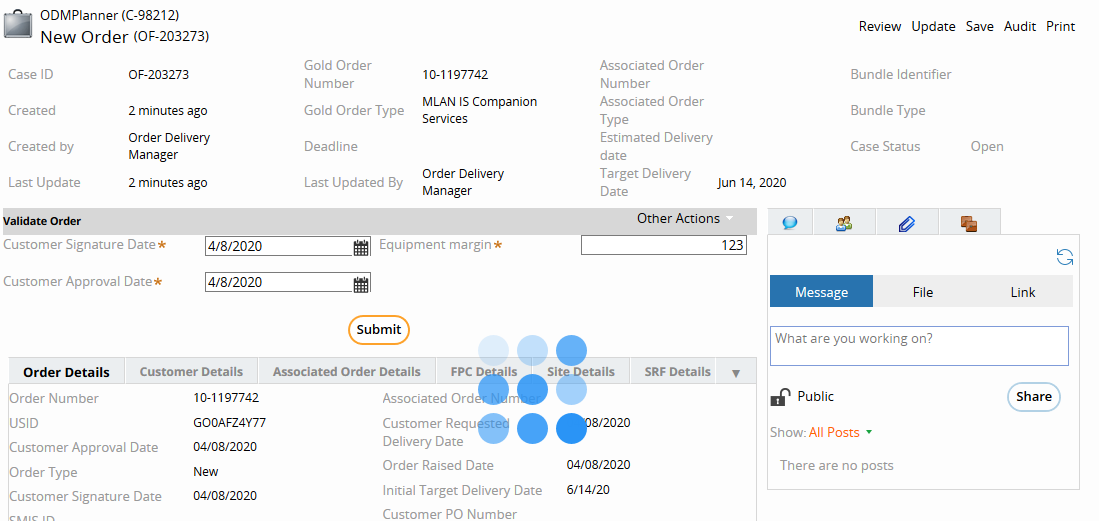 ODMPlanner (C-98212)
New Order (OF-203273)
Review Update Save Audit Print
Case ID OF-203273 Gold Order Number 10-1197742 Associated Order Number Bundle Identifier
Created 2 minutes ago Gold Order Type MLAN IS Companion Services Associated Order Type Bundle Type
Created by Order Delivery Manager Deadline Estimated Delivery date Case Status Open
Last Update 2 minutes ago Last Updated By Order Delivery Manager Target Delivery Date Jun 14, 2020
Validate Order Other Actions
Customer Signature Date* 4/8/2020 Equipment margin* 123
Customer Approval Date* 4/8/2020
Submit
Order Details Customer Details Associated Order Details FPC Details Site Details SRF Details
Order Number 10-1197742 Associated Order Number
USID GO0AFZ4Y77 Customer Requested Delivery Date 08/2020
Customer Approval Date 04/08/2020
Order Type New Order Raised Date 04/08/2020
Customer Signature Date 04/08/2020 Initial Target Delivery Date 6/14/20
SMIS ID Customer PO Number
Message File Link
What are you working on?
Public Share
Show: All Posts
There are no posts